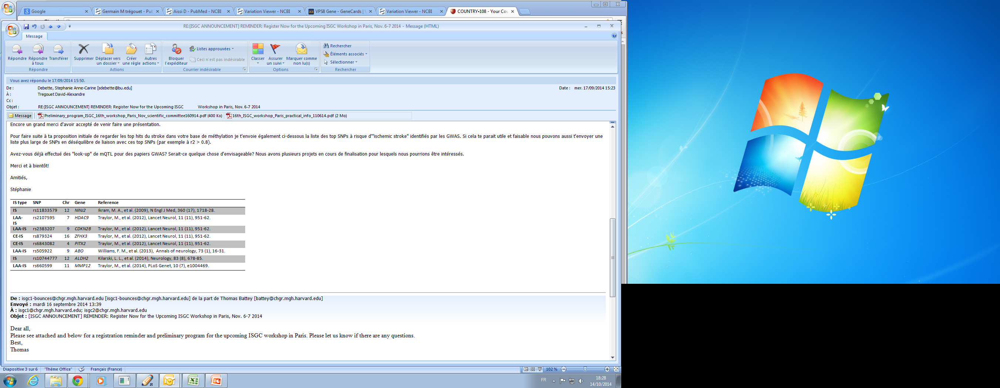 Google
Germain M trégouet - Pub
Aissi D - PubMed - NCBI
Variation Viewer - NCBI
VPS8 Gene - GeneCards |
Variation Viewer - NCBI
COUNTRY•108 - Your Cou
RE:[ISGC ANNOUNCEMENT] REMINDER: Register Now for the Upcoming ISGC Workshop in Paris, Nov. 6-7 2014 - Message (HTML)
Message
Répondre
Répondre à tous
Transférer
Répondre
Supprimer
Déplacer vers un dossier
Créer une règle
Autres actions
Actions
Bloquer l'expéditeur
Listes approuvées
Ceci n'est pas indésirable
Courrier indésirable
Classer
Assurer un suivi
Marquer comme non lu(s)
Options
Rechercher
Éléments associés
Sélectionner
Rechercher
Vous avez répondu le 17/09/2014 15:50.
De : Debette, Stephanie Anne-Carine [sdebette@bu.edu] Date : mer. 17/09/2014 15:23
À : Tregouet David-Alexandre
Cc :
Objet : RE:[ISGC ANNOUNCEMENT] REMINDER: Register Now for the Upcoming ISGC Workshop in Paris, Nov. 6-7 2014
Message Preliminary_program_ISGC_16th_workshop_Paris_Nov_scientific_committee160914.pdf (400 Ko) 16th_ISGC_workshop_Paris_practical_info_110614.pdf (2 Mo)
Encore un grand merci d'avoir accepté de venir faire une présentation.
Pour faire suite à ta proposition initiale de regarder les top hits du stroke dans votre base de méthylation je t'envoie également ci-dessous la liste des top SNPs à risque d'"ischemic stroke" identifiés par les GWAS. Si cela te parait utile et faisable nous pouvons aussi t'envoyer une
liste plus large de SNPs en déséquilibre de liaison avec ces top SNPs (par exemple à r2 > 0.8).
Avez-vous déjà effectué des "look-up" de mQTL pour des papiers GWAS? Serait-ce quelque chose d'envisageable? Nous avons plusieurs projets en cours de finalisation pour lesquels nous pourrions être intéressés.
Merci et à bientôt!
Amitiés,
Stéphanie
IS type SNP Chr Gene Reference
IS rs11833579 12 NINJ2 Ikram, M. A., et al. (2009), N Engl J Med, 360 (17), 1718-28.
LAA-IS rs2107595 7 HDAC9 Traylor, M., et al. (2012), Lancet Neurol, 11 (11), 951-62.
LAA-IS rs2383207 9 CDKN2B Traylor, M., et al. (2012), Lancet Neurol, 11 (11), 951-62.
CE-IS rs879324 16 ZFHX3 Traylor, M., et al. (2012), Lancet Neurol, 11 (11), 951-62.
CE-IS rs6843082 4 PITX2 Traylor, M., et al. (2012), Lancet Neurol, 11 (11), 951-62.
LAA-IS rs505922 9 ABO Williams, F. M., et al. (2013), Annals of neurology, 73 (1), 16-31.
IS rs10744777 12 ALDH2 Kilarski, L. L., et al. (2014), Neurology, 83 (8), 678-85.
LAA-IS rs660599 11 MMP12 Traylor, M., et al. (2014), PLoS Genet, 10 (7), e1004469.
De : isgc1-bounces@chgr.mgh.harvard.edu [isgc1-bounces@chgr.mgh.harvard.edu] de la part de Thomas Battey [battey@chgr.mgh.harvard.edu]
Envoyé : mardi 16 septembre 2014 13:39
À : isgc1@chgr.mgh.harvard.edu; isgc2@chgr.mgh.harvard.edu
Objet : [ISGC ANNOUNCEMENT] REMINDER: Register Now for the Upcoming ISGC Workshop in Paris, Nov. 6-7 2014
Dear all,
Please see attached and below for a registration reminder and preliminary program for the upcoming ISGC workshop in Paris. Please let us know if there are any questions.
Best,
Thomas
Diapositive 3 sur 6 "Thème Office" Français (France) 102 %
FR 18:28
14/10/2014